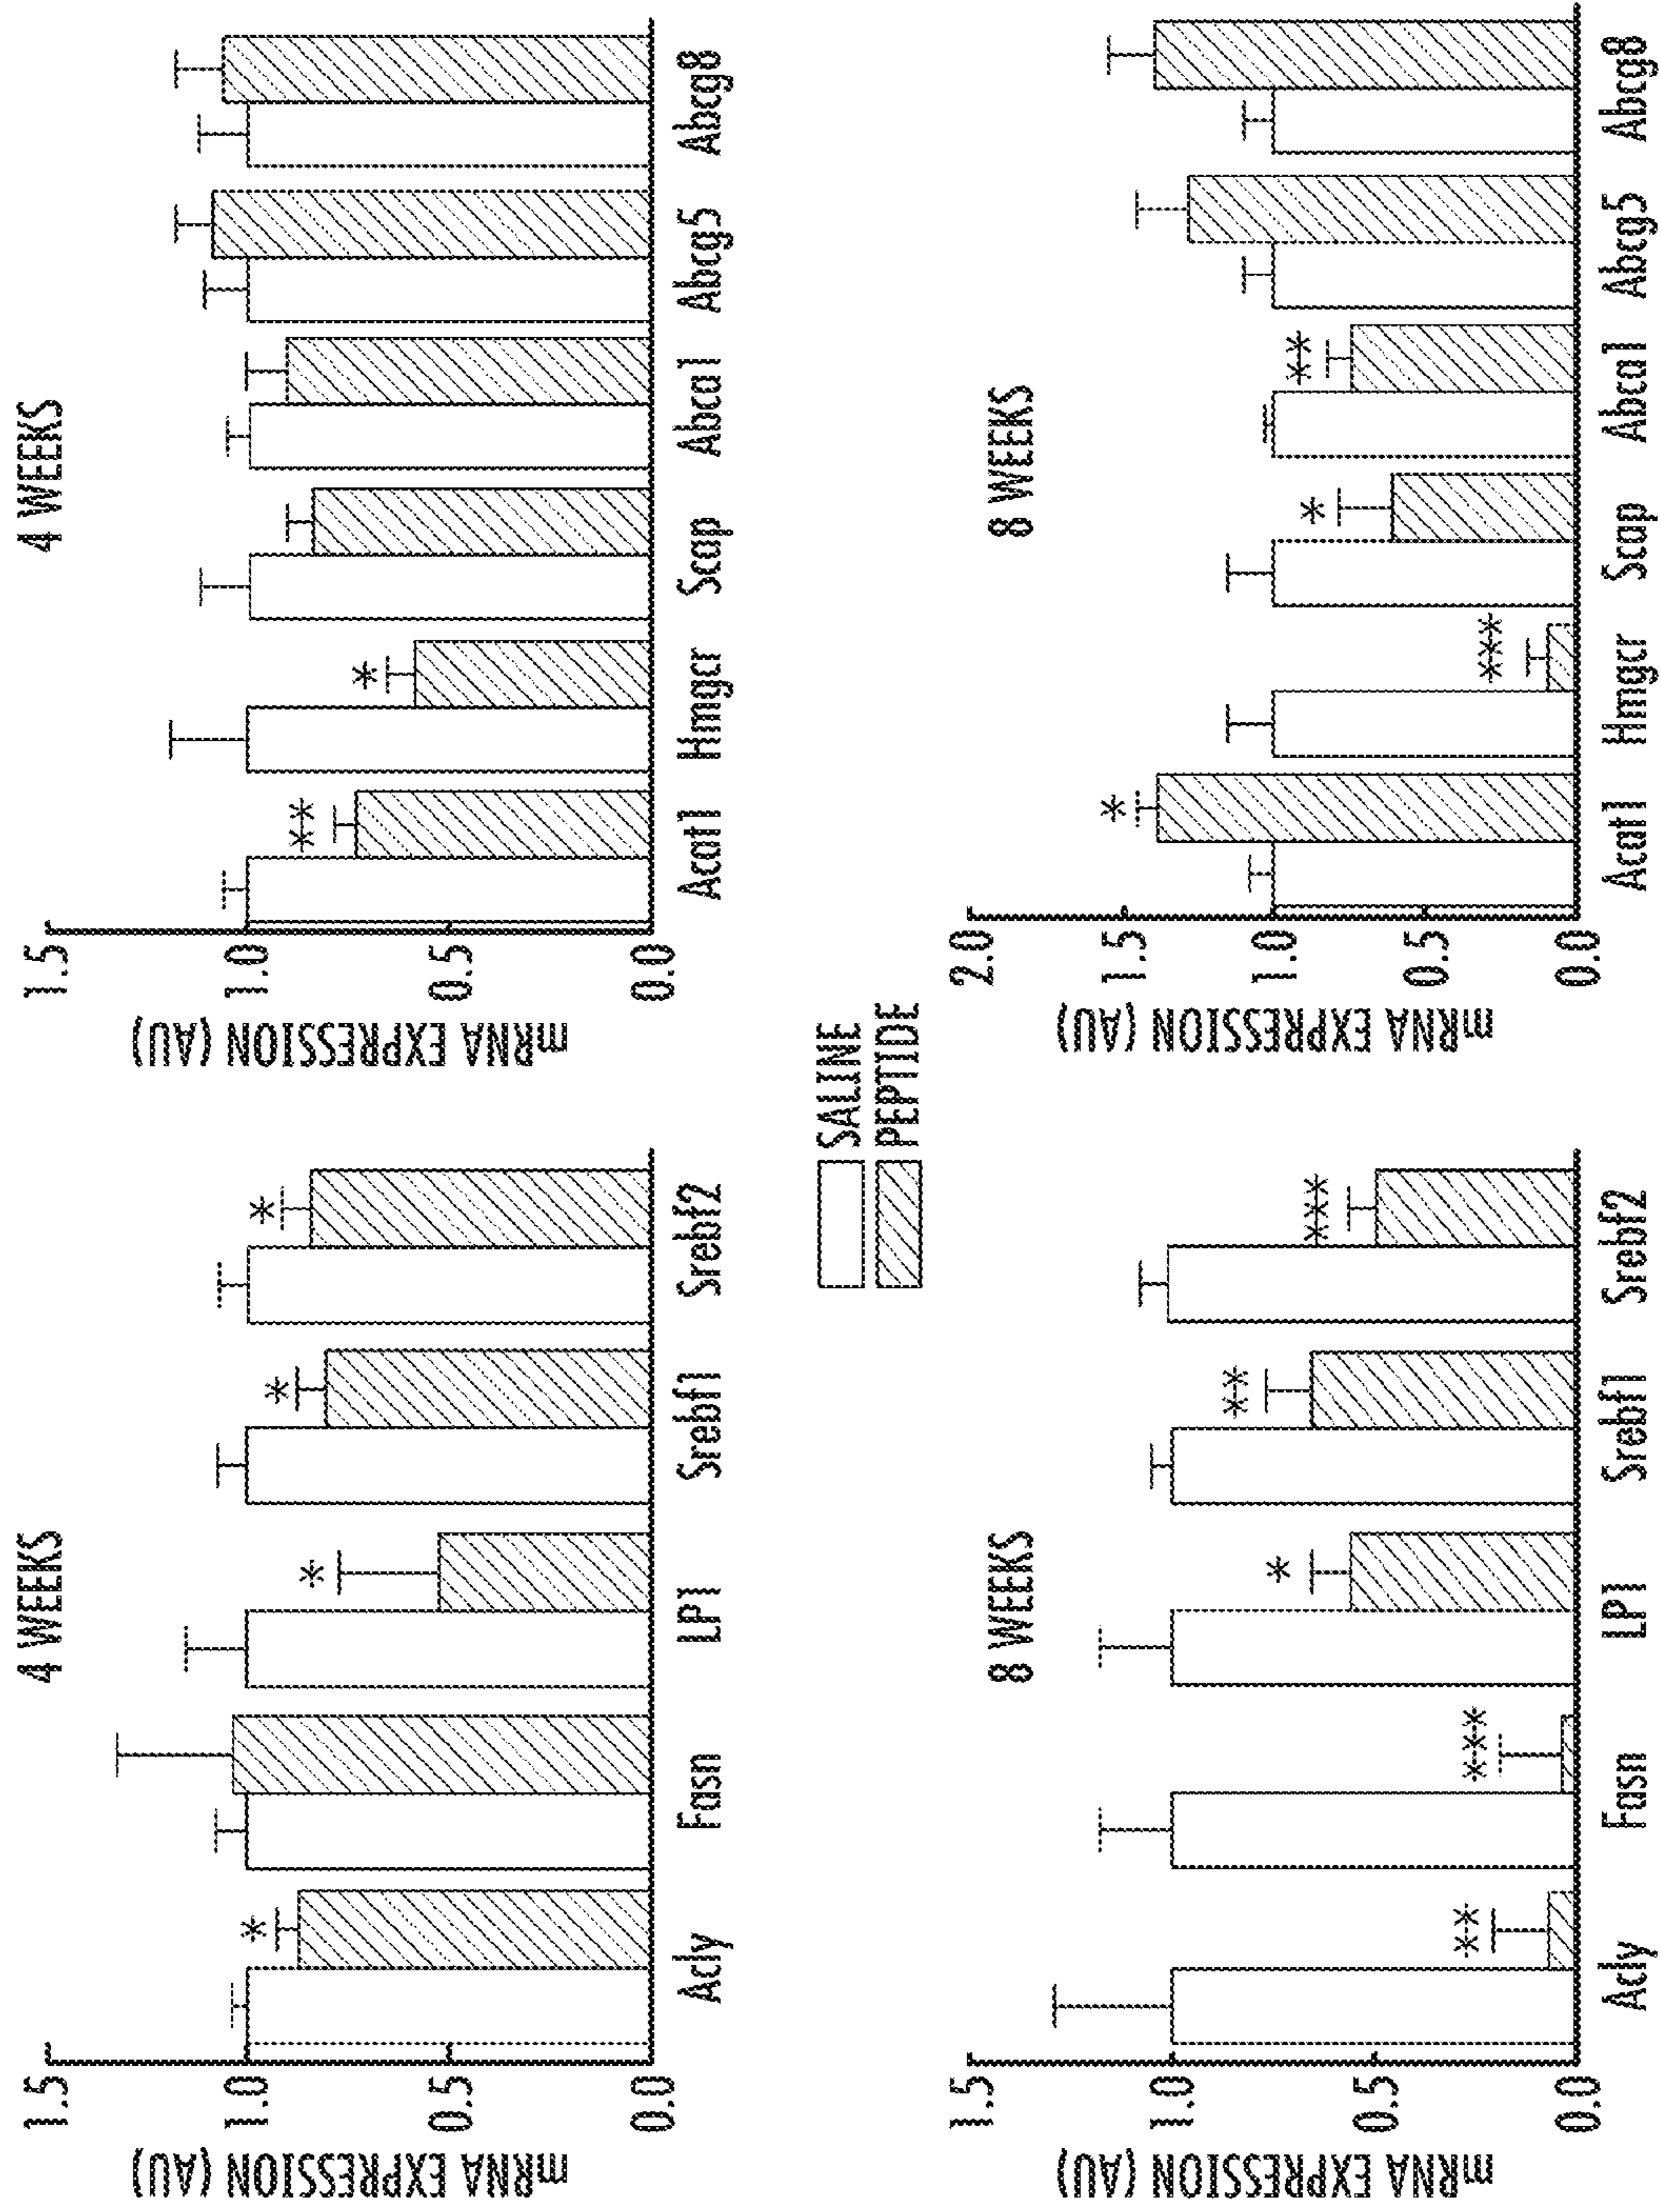 4 WEEKS
mRNA EXPRESSION (AU)
1.5
1.0
0.5
0.0
*
*
*
*
Acly Fasn LP1 Srebf1 Srebf2
4 WEEKS
mRNA EXPRESSION (AU)
1.5
1.0
0.5
0.0
**
*
Acat1 Hmgcr Scap Abca1 Abcg5 Abcg8
SALINE
PEPTIDE
8 WEEKS
mRNA EXPRESSION (AU)
1.5
1.0
0.5
0.0
**
***
*
**
***
Acly Fasn LP1 Srebf1 Srebf2
8 WEEKS
mRNA EXPRESSION (AU)
2.0
1.5
1.0
0.5
0.0
*
***
*
**
Acat1 Hmgcr Scap Abca1 Abcg5 Abcg8